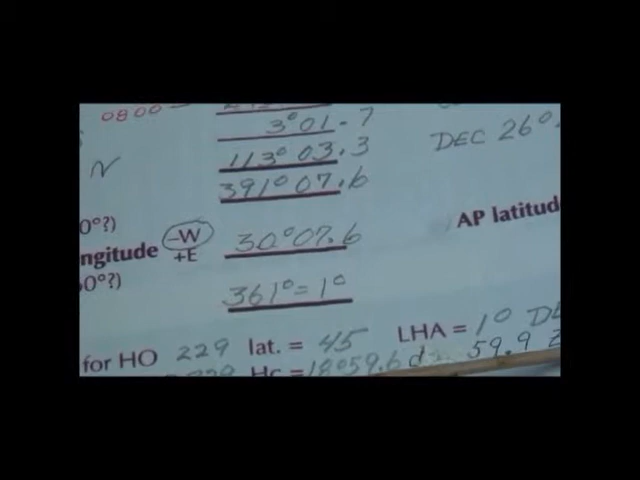 0800-
3°01.7
113°03.3
DEC 26°.
N
391°07.6
0°?)
ngitude -W +E 30°07.6
AP latitud
0°?)
361°=1°
for HO 229 lat. = 45 LHA = 1°
Hc = 18°59.6 d 59.9